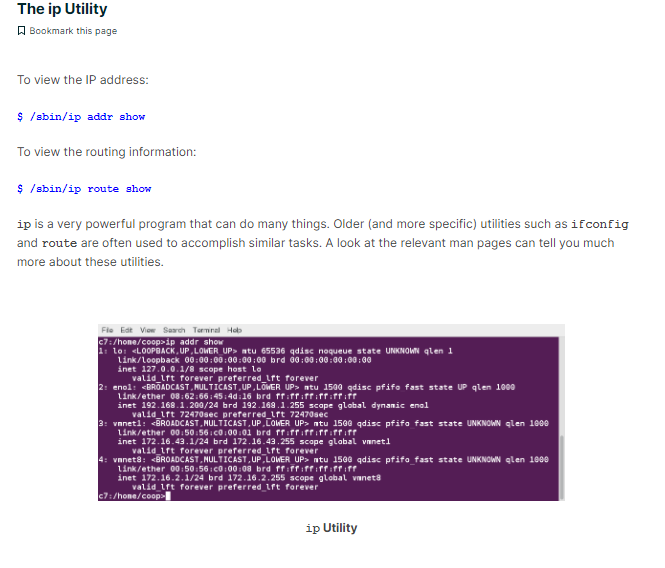 The ip Utility
Bookmark this page
To view the IP address:
$ /sbin/ip addr show
To view the routing information:
$ /sbin/ip route show
ip is a very powerful program that can do many things. Older (and more specific) utilities such as ifconfig
and route are often used to accomplish similar tasks. A look at the relevant man pages can tell you much
more about these utilities.
File Edit View Search Terminal Help
c7:/home/coop>ip addr show
1: lo: <LOOPBACK,UP,LOWER_UP> mtu 65536 qdisc noqueue state UNKNOWN qlen 1
link/loopback 00:00:00:00:00:00 brd 00:00:00:00:00:00
inet 127.0.0.1/8 scope host lo
valid_lft forever preferred_lft forever
2: eno1: <BROADCAST,MULTICAST,UP,LOWER_UP> mtu 1500 qdisc pfifo_fast state UP qlen 1000
link/ether 08:62:66:45:4d:16 brd ff:ff:ff:ff:ff:ff
inet 192.168.1.200/24 brd 192.168.1.255 scope global dynamic eno1
valid_lft 72470sec preferred_lft 72470sec
3: vmnet1: <BROADCAST,MULTICAST,UP,LOWER_UP> mtu 1500 qdisc pfifo_fast state UNKNOWN qlen 1000
link/ether 00:50:56:c0:00:01 brd ff:ff:ff:ff:ff:ff
inet 172.16.43.1/24 brd 172.16.43.255 scope global vmnet1
valid_lft forever preferred_lft forever
4: vmnet8: <BROADCAST,MULTICAST,UP,LOWER_UP> mtu 1500 qdisc pfifo_fast state UNKNOWN qlen 1000
link/ether 00:50:56:c0:00:08 brd ff:ff:ff:ff:ff:ff
inet 172.16.2.1/24 brd 172.16.2.255 scope global vmnet8
valid_lft forever preferred_lft forever
c7:/home/coop>
ip Utility